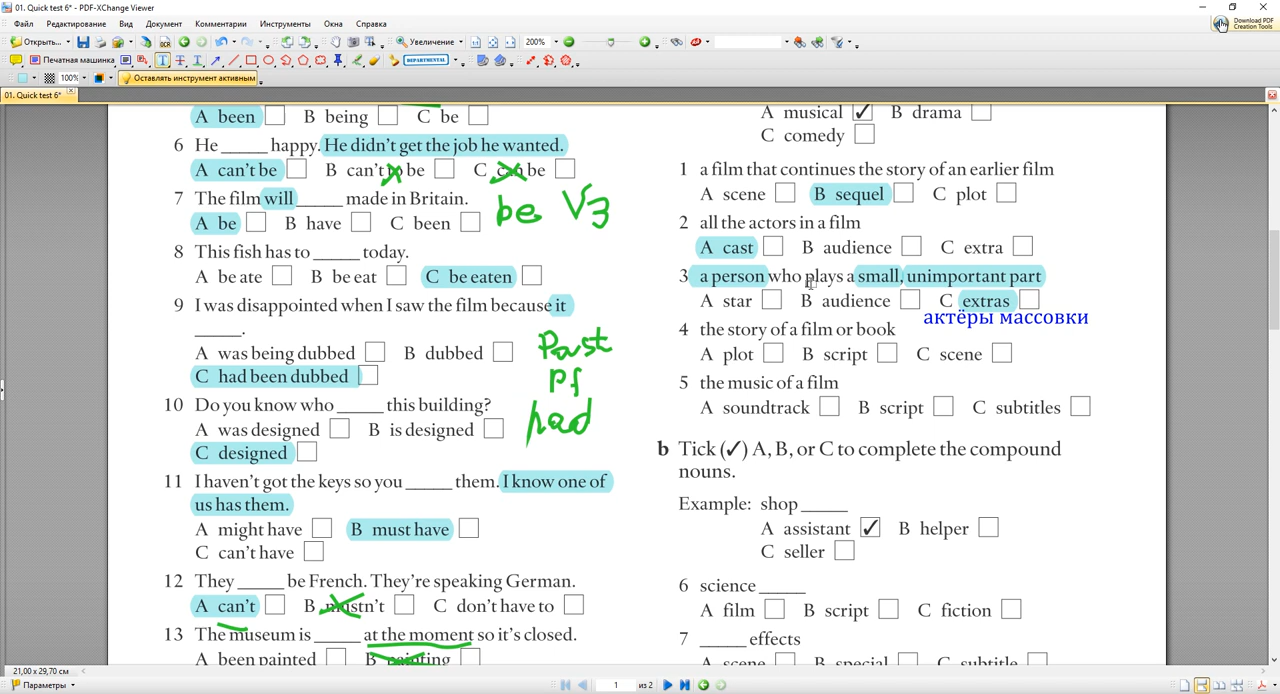 01. Quick test 6* - PDF-XChange Viewer
Файл Редактирование Вид Документ Комментарии Инструменты Окна Справка
Download PDF Creation Tools
Открыть... OCR Увеличение 200%
Печатная машинка DEPARTMENTAL
100% Оставлять инструмент активным
01. Quick test 6*
A been B being C be
6 He _____ happy. He didn't get the job he wanted.
A can't be B can't to be C can be
7 The film will _____ made in Britain.
be V3
A be B have C been
8 This fish has to _____ today.
A be ate B be eat C be eaten
9 I was disappointed when I saw the film because it
_____.
A was being dubbed B dubbed
C had been dubbed
Past
Pf
had
10 Do you know who _____ this building?
A was designed B is designed
C designed
11 I haven't got the keys so you _____ them. I know one of
us has them.
A might have B must have
C can't have
12 They _____ be French. They're speaking German.
A can't B mustn't C don't have to
13 The museum is _____ at the moment so it's closed.
A been painted B painting
A musical ✓ B drama
C comedy
1 a film that continues the story of an earlier film
A scene B sequel C plot
2 all the actors in a film
A cast B audience C extra
3 a person who plays a small, unimportant part
A star B audience C extras
актёры массовки
4 the story of a film or book
A plot B script C scene
5 the music of a film
A soundtrack B script C subtitles
b Tick (✓) A, B, or C to complete the compound
nouns.
Example: shop _____
A assistant ✓ B helper
C seller
6 science _____
A film B script C fiction
7 _____ effects
A scene B special C subtitle
21,00 x 29,70 см
Параметры 1 из 2